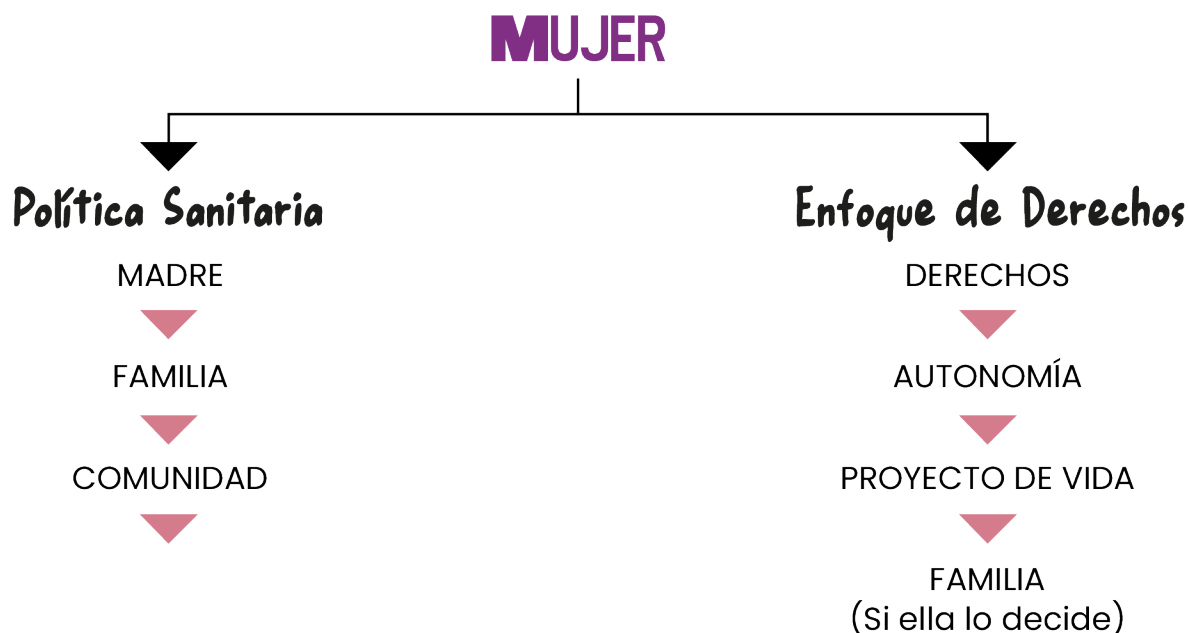 MUJER
Política Sanitaria
MADRE
FAMILIA
COMUNIDAD
Enfoque de Derechos
DERECHOS
AUTONOMÍA
PROYECTO DE VIDA
FAMILIA
(Si ella lo decide)